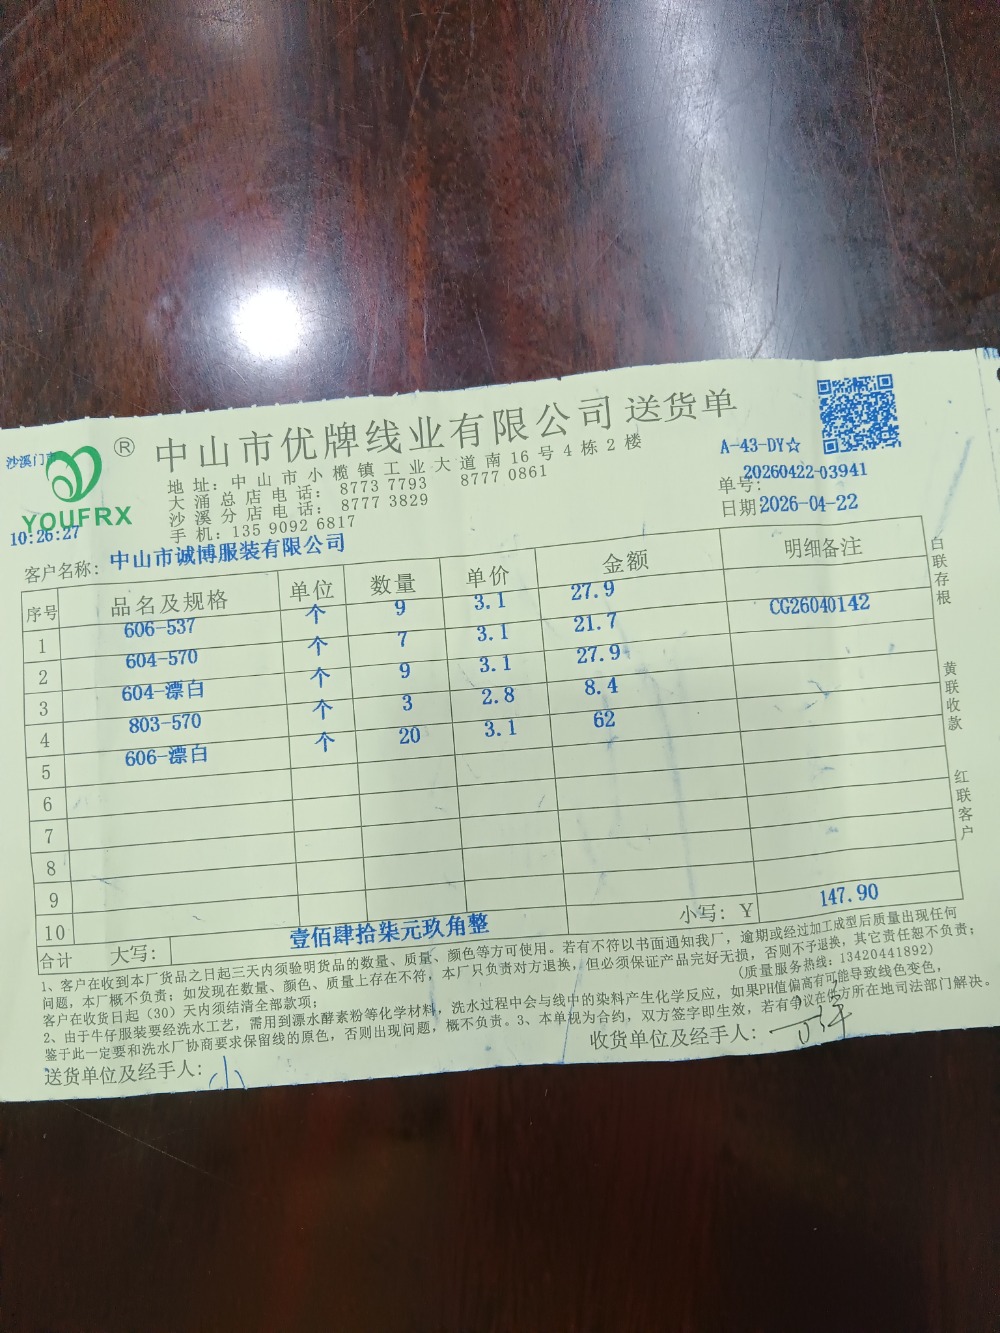 沙溪门市
®
YOUFRX
10:26:27
中山市优牌线业有限公司 送货单
地址：中山市小榄镇工业大道南16号4栋2楼
大涌总店电话：8773 7793 8777 0861
沙溪分店电话：8777 3829
手机：135 9092 6817
A-43-DY☆
单号：20260422-03941
日期 2026-04-22
客户名称：中山市诚博服装有限公司
序号 品名及规格 单位 数量 单价 金额 明细备注
1 606-537 个 9 3.1 27.9
2 604-570 个 7 3.1 21.7 CG26040142
3 604-漂白 个 9 3.1 27.9
4 803-570 个 3 2.8 8.4
5 606-漂白 个 20 3.1 62
6
7
8
9
10
合计 大写：壹佰肆拾柒元玖角整 小写：Y 147.90
白联存根
黄联收款
红联客户
1、客户在收到本厂货品之日起三天内须验明货品的数量、质量、颜色等方可使用。若有不符以书面通知我厂，逾期或经过加工成型后质量出现任何
问题，本厂概不负责；如发现在数量、颜色、质量上存在不符，本厂只负责对方退换，但必须保证产品完好无损，否则不予退换，其它责任恕不负责；
客户在收货日起（30）天内须结清全部款项； (质量服务热线：13420441892)
2、由于牛仔服装要经洗水工艺，需用到漂水酵素粉等化学材料，洗水过程中会与线中的染料产生化学反应，如果PH值偏高有可能导致线色变色，
鉴于此一定要和洗水厂协商要求保留线的原色，否则出现问题，概不负责。3、本单视为合约，双方签字即生效，若有争议在供方所在地司法部门解决。
送货单位及经手人： 收货单位及经手人：